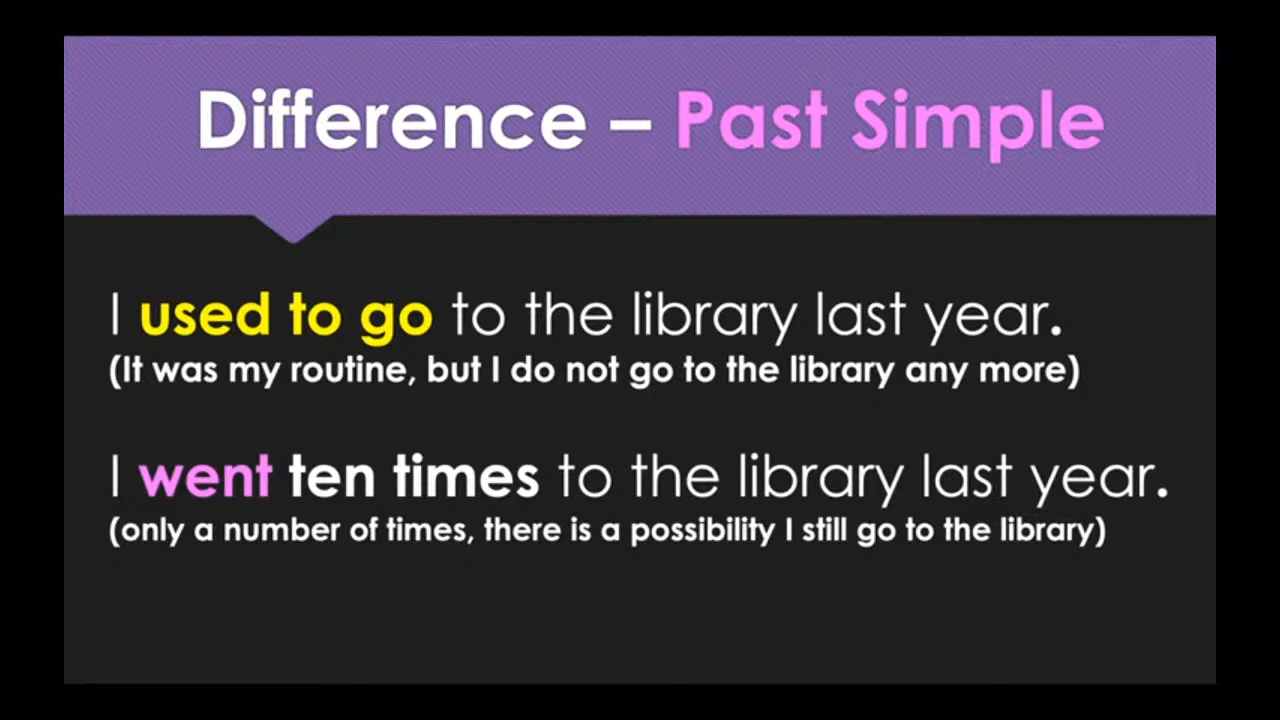 Difference – Past Simple
I used to go to the library last year.
(It was my routine, but I do not go to the library any more)
I went ten times to the library last year.
(only a number of times, there is a possibility I still go to the library)